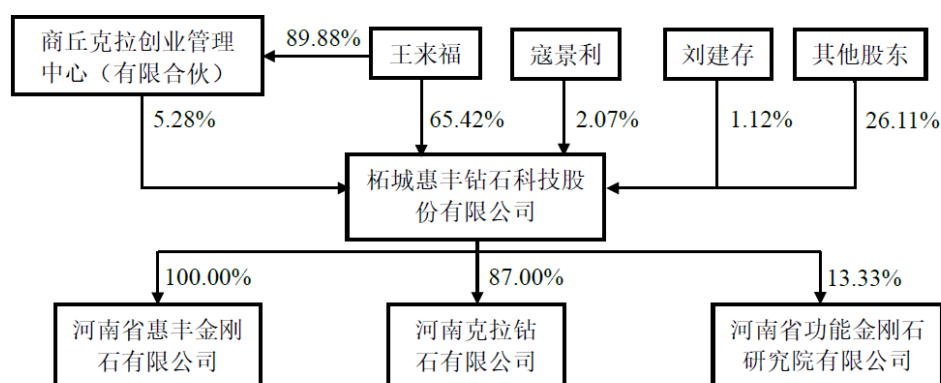 商丘克拉创业管理
中心（有限合伙）
89.88%
王来福
寇景利
刘建存
其他股东
5.28%
65.42%
2.07%
1.12%
26.11%
柘城惠丰钻石科技股
份有限公司
100.00%
87.00%
13.33%
河南省惠丰金刚
石有限公司
河南克拉钻
石有限公司
河南省功能金刚石
研究院有限公司